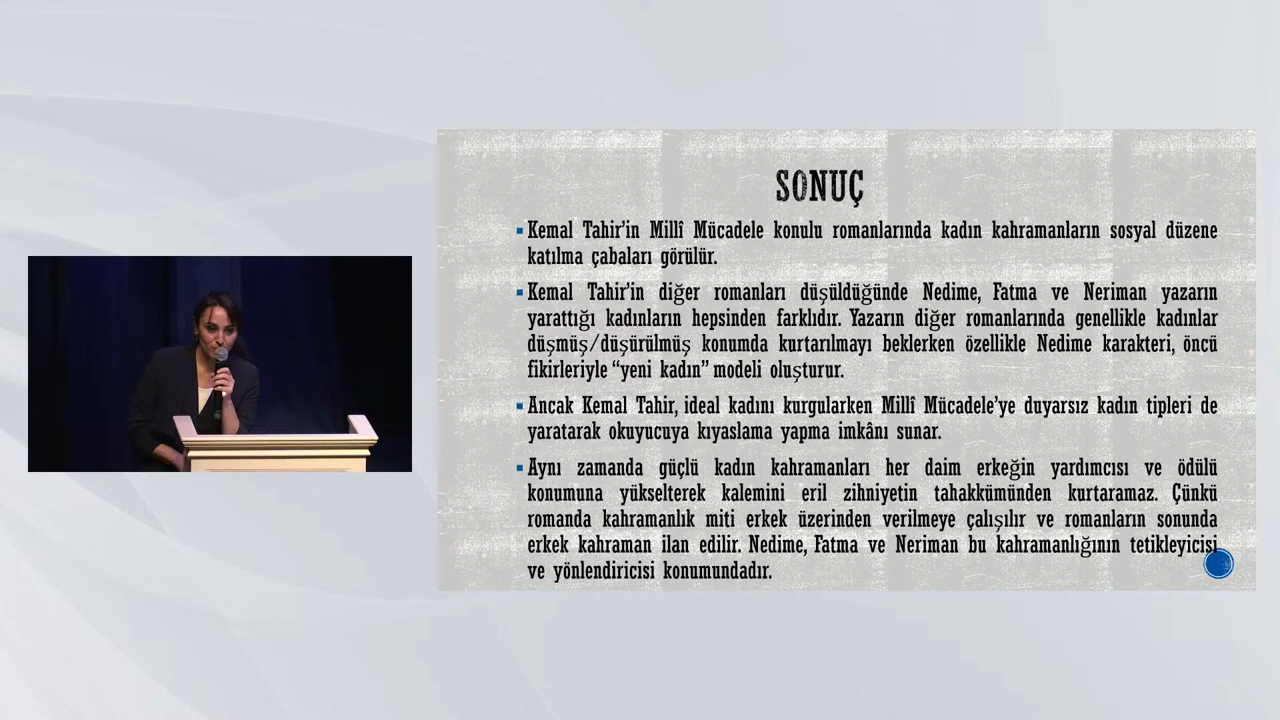 SONUÇ
Kemal Tahir’in Millî Mücadele konulu romanlarında kadın kahramanların sosyal düzene
katılma çabaları görülür.
Kemal Tahir’in diğer romanları düşüldüğünde Nedime, Fatma ve Neriman yazarın
yarattığı kadınların hepsinden farklıdır. Yazarın diğer romanlarında genellikle kadınlar
düşmüş/düşürülmüş konumda kurtarılmayı beklerken özellikle Nedime karakteri, öncü
fikirleriyle “yeni kadın” modeli oluşturur.
Ancak Kemal Tahir, ideal kadını kurgularken Millî Mücadele’ye duyarsız kadın tipleri de
yaratarak okuyucuya kıyaslama yapma imkânı sunar.
Aynı zamanda güçlü kadın kahramanları her daim erkeğin yardımcısı ve ödülü
konumuna yükselterek kalemini eril zihniyetin tahakkümünden kurtaramaz. Çünkü
romanda kahramanlık miti erkek üzerinden verilmeye çalışılır ve romanların sonunda
erkek kahraman ilan edilir. Nedime, Fatma ve Neriman bu kahramanlığının tetikleyicisi
ve yönlendiricisi konumundadır.